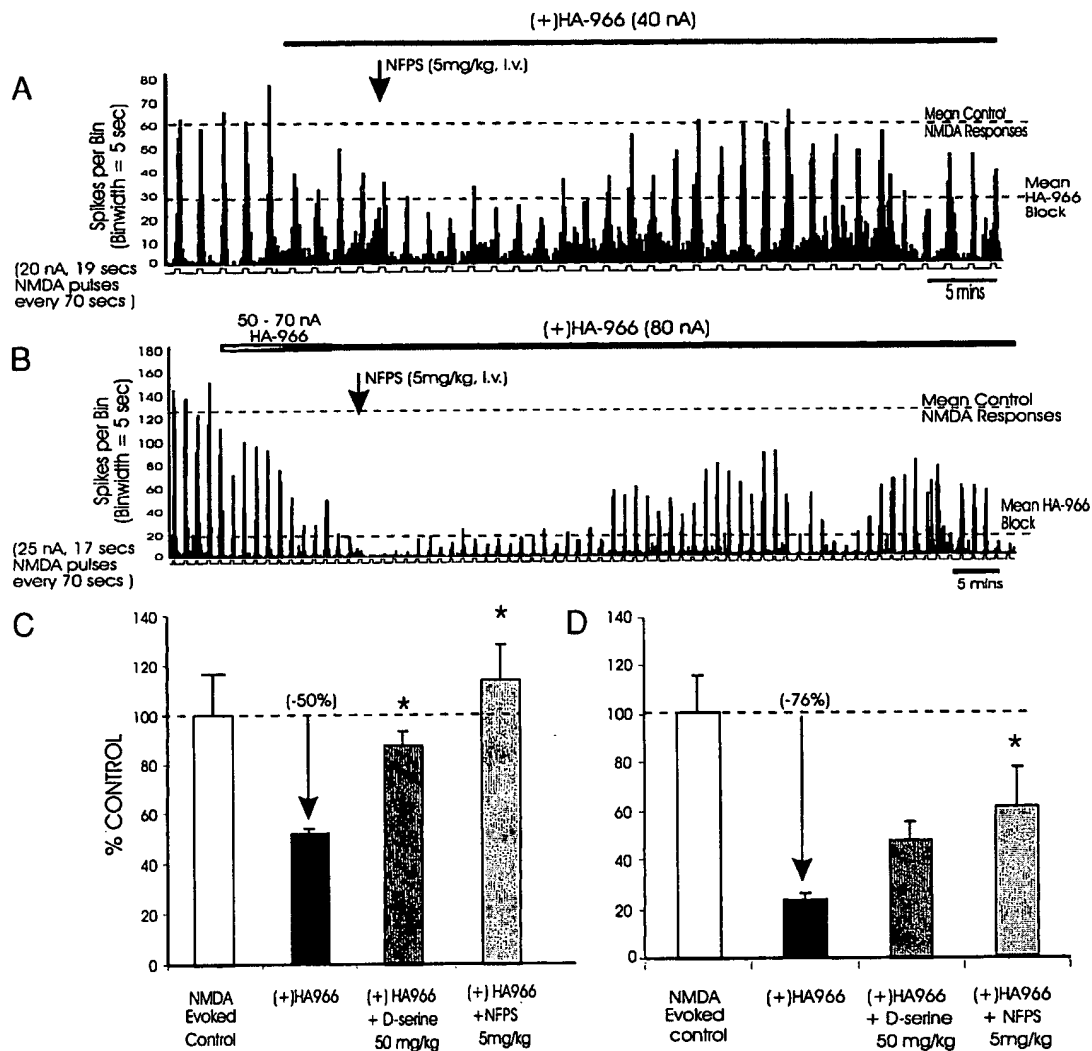 (+)HA-966 (40 nA)
A
NFPS (5mg/kg, i.v.)
Spikes per Bin
(Binwidth = 5 sec)
80
70
60
50
40
30
20
10
0
Mean Control
NMDA Responses
Mean
HA-966
Block
(20 nA, 19 secs
NMDA pulses
every 70 secs)
5 mins
50 - 70 nA
HA-966
(+)HA-966 (80 nA)
B
NFPS (5mg/kg, i.v.)
Spikes per Bin
(Binwidth = 5 sec)
180
160
140
120
100
80
60
40
20
0
Mean Control
NMDA Responses
Mean HA-966
Block
(25 nA, 17 secs
NMDA pulses
every 70 secs)
5 mins
C
% CONTROL
140
120
100
80
60
40
20
0
(-50%)
*
*
NMDA
Evoked
Control
(+)HA966
(+) HA966
+ D-serine
50 mg/kg
(+) HA966
+NFPS
5mg/kg
D
140
120
100
80
60
40
20
0
(-76%)
*
NMDA
Evoked
control
(+)HA966
(+)HA966
+ D-serine
50 mg/kg
(+)HA966
+ NFPS
5mg/kg